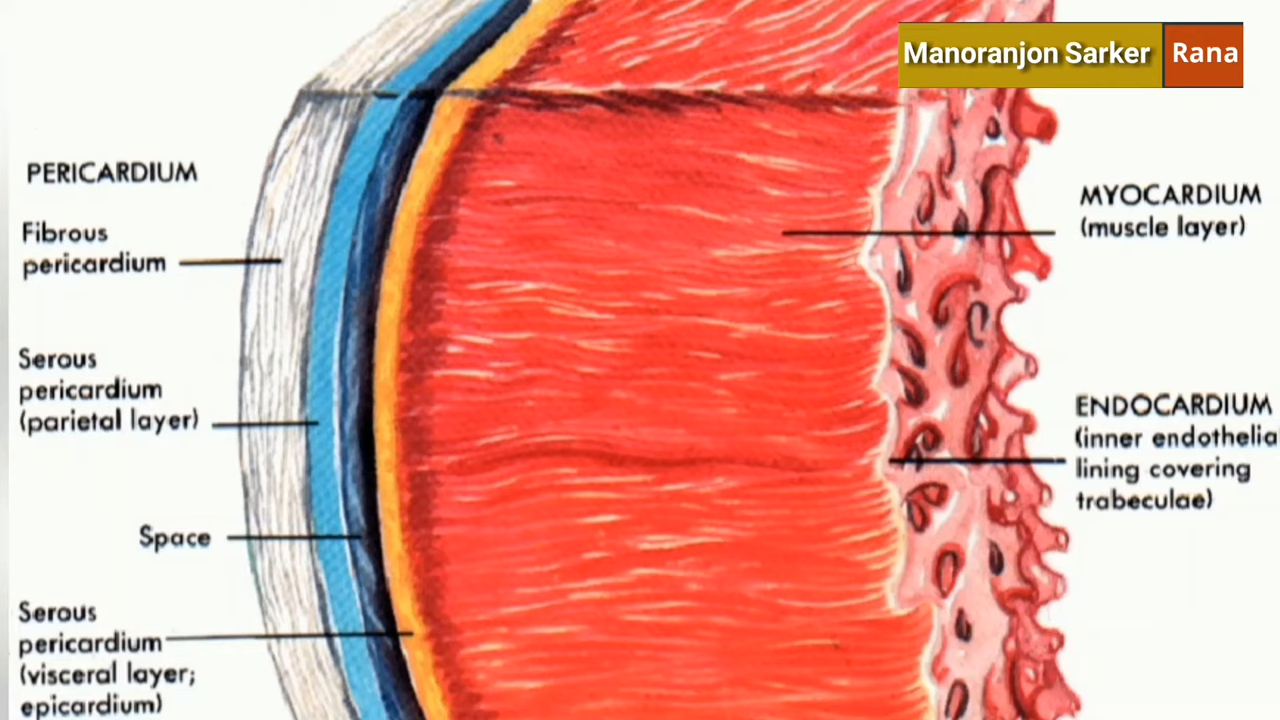 Manoranjon Sarker Rana
PERICARDIUM
Fibrous
pericardium
Serous
pericardium
(parietal layer)
Space
Serous
pericardium
(visceral layer;
epicardium)
MYOCARDIUM
(muscle layer)
ENDOCARDIUM
(inner endothelia
lining covering
trabeculae)